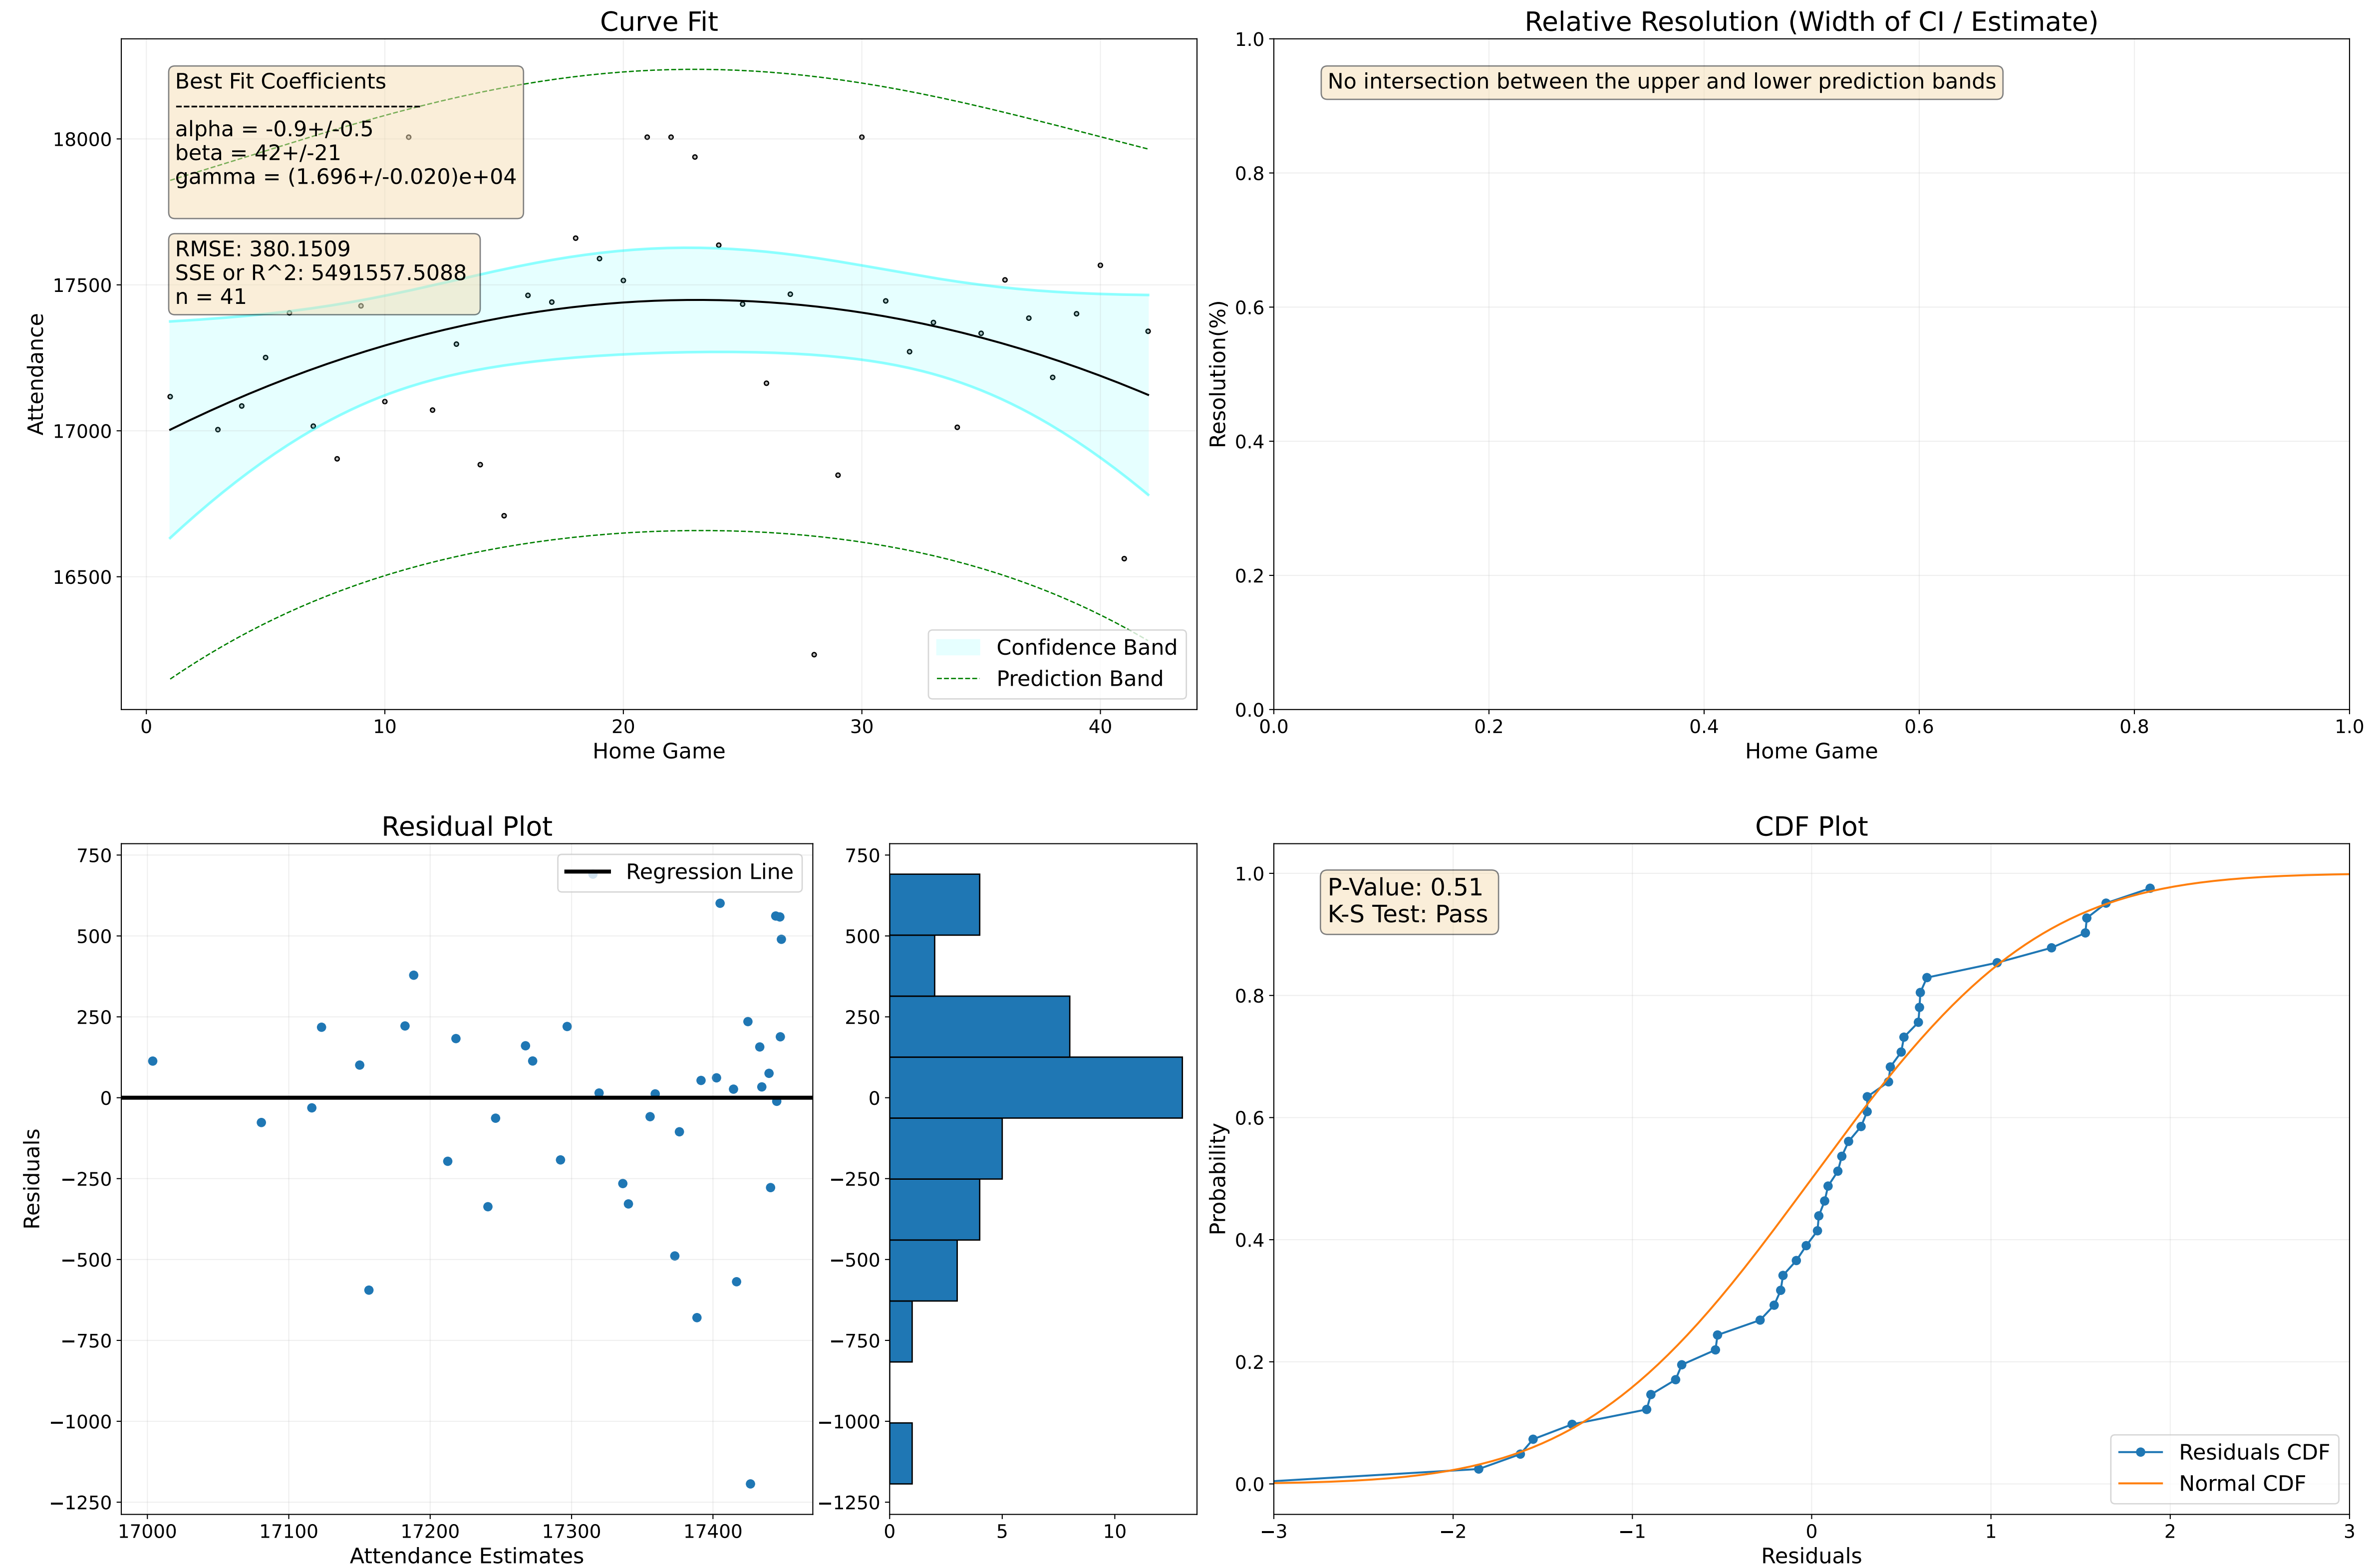 Curve Fit
Best Fit Coefficients
------------------------------
alpha = -0.9+/-0.5
beta = 42+/-21
gamma = (1.696+/-0.020)e+04
RMSE: 380.1509
SSE or R^2: 5491557.5088
n = 41
18000
17500
17000
16500
Attendance
Confidence Band
Prediction Band
0 10 20 30 40
Home Game
Relative Resolution (Width of CI / Estimate)
No intersection between the upper and lower prediction bands
1.0
0.8
0.6
0.4
0.2
0.0
Resolution(%)
0.0 0.2 0.4 0.6 0.8 1.0
Home Game
Residual Plot
Regression Line
750
500
250
0
−250
−500
−750
−1000
−1250
Residuals
17000 17100 17200 17300 17400
Attendance Estimates
750
500
250
0
−250
−500
−750
−1000
−1250
0 5 10
CDF Plot
P-Value: 0.51
K-S Test: Pass
1.0
0.8
0.6
0.4
0.2
0.0
Probability
Residuals CDF
Normal CDF
−3 −2 −1 0 1 2 3
Residuals